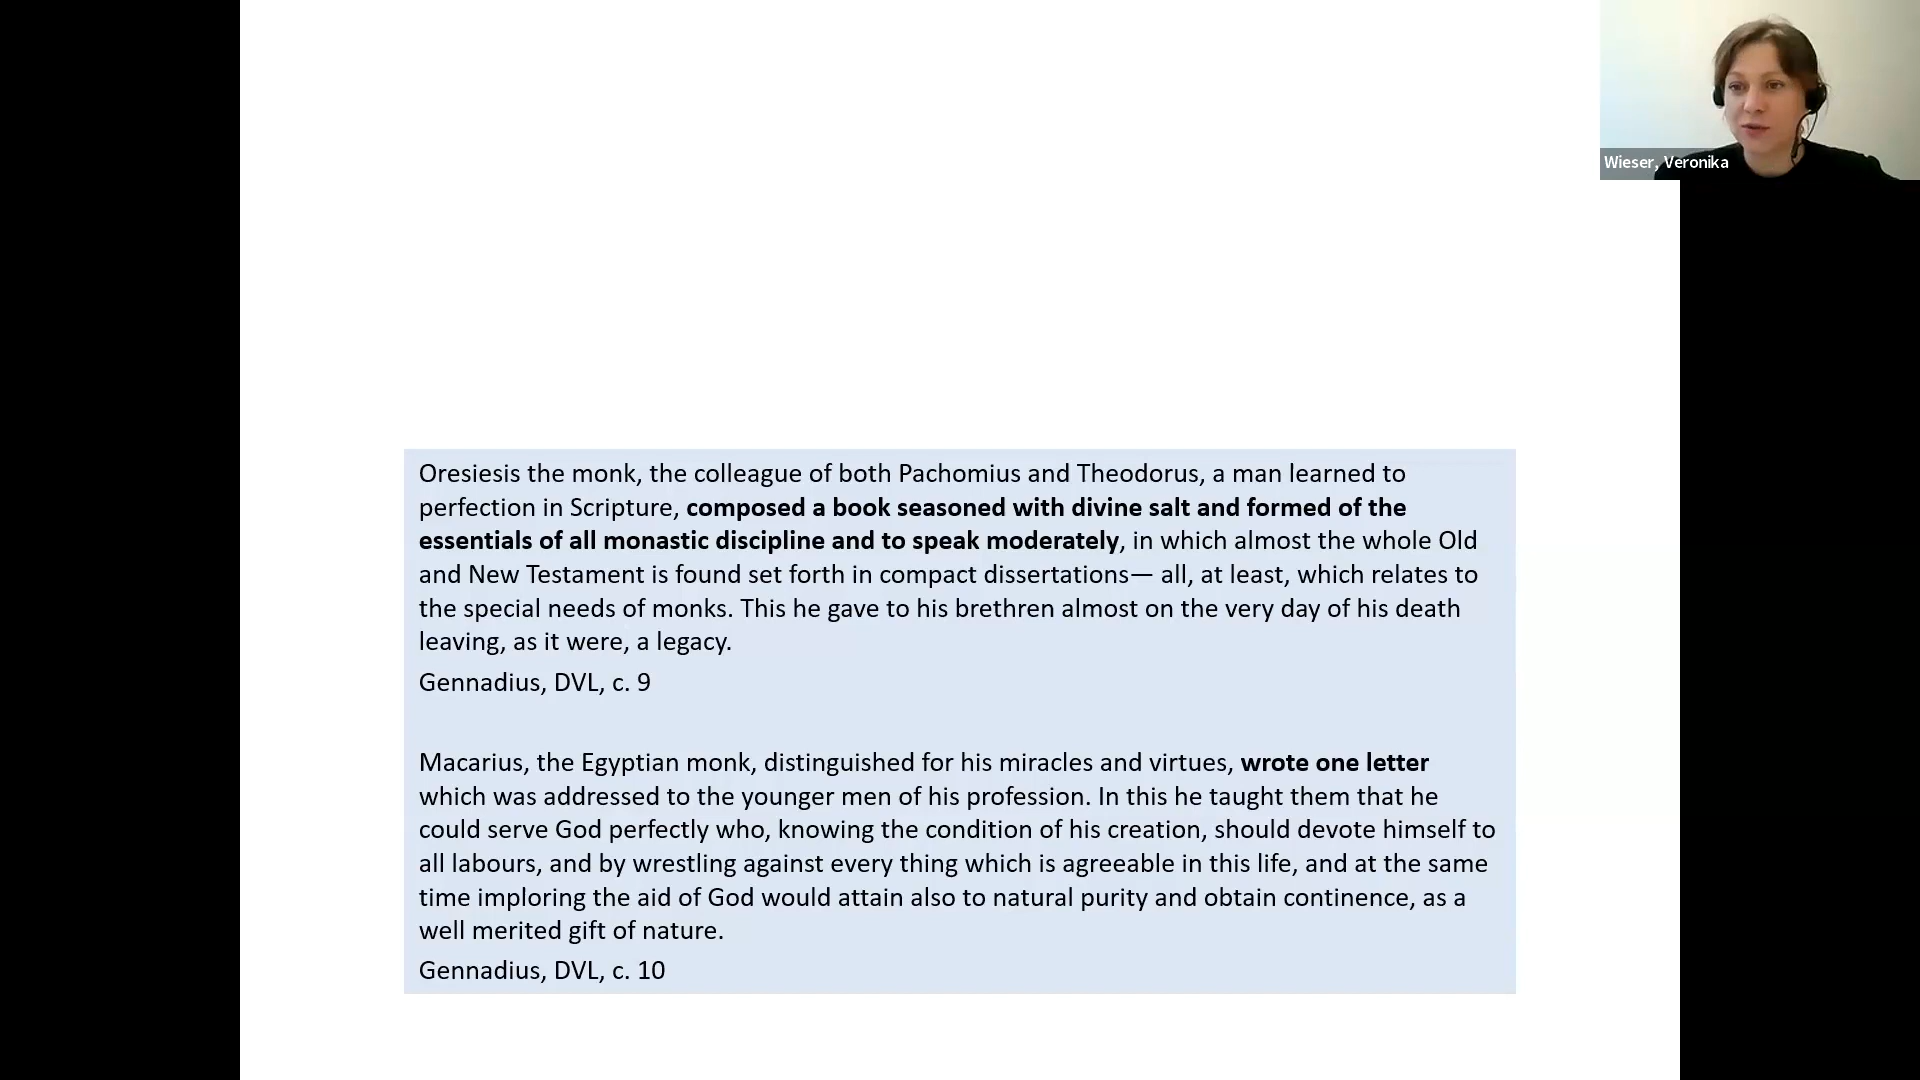 Wieser, Veronika
Oresiesis the monk, the colleague of both Pachomius and Theodorus, a man learned to
perfection in Scripture, composed a book seasoned with divine salt and formed of the
essentials of all monastic discipline and to speak moderately, in which almost the whole Old
and New Testament is found set forth in compact dissertations— all, at least, which relates to
the special needs of monks. This he gave to his brethren almost on the very day of his death
leaving, as it were, a legacy.
Gennadius, DVL, c. 9
Macarius, the Egyptian monk, distinguished for his miracles and virtues, wrote one letter
which was addressed to the younger men of his profession. In this he taught them that he
could serve God perfectly who, knowing the condition of his creation, should devote himself to
all labours, and by wrestling against every thing which is agreeable in this life, and at the same
time imploring the aid of God would attain also to natural purity and obtain continence, as a
well merited gift of nature.
Gennadius, DVL, c. 10